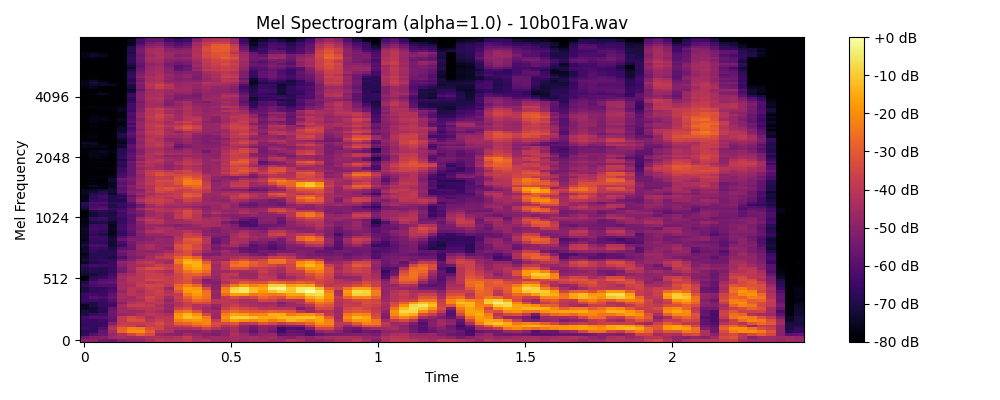 Mel Spectrogram (alpha=1.0) - 10b01Fa.wav
Mel Frequency
4096
2048
1024
512
0
0
0.5
1
1.5
2
Time
+0 dB
-10 dB
-20 dB
-30 dB
-40 dB
-50 dB
-60 dB
-70 dB
-80 dB